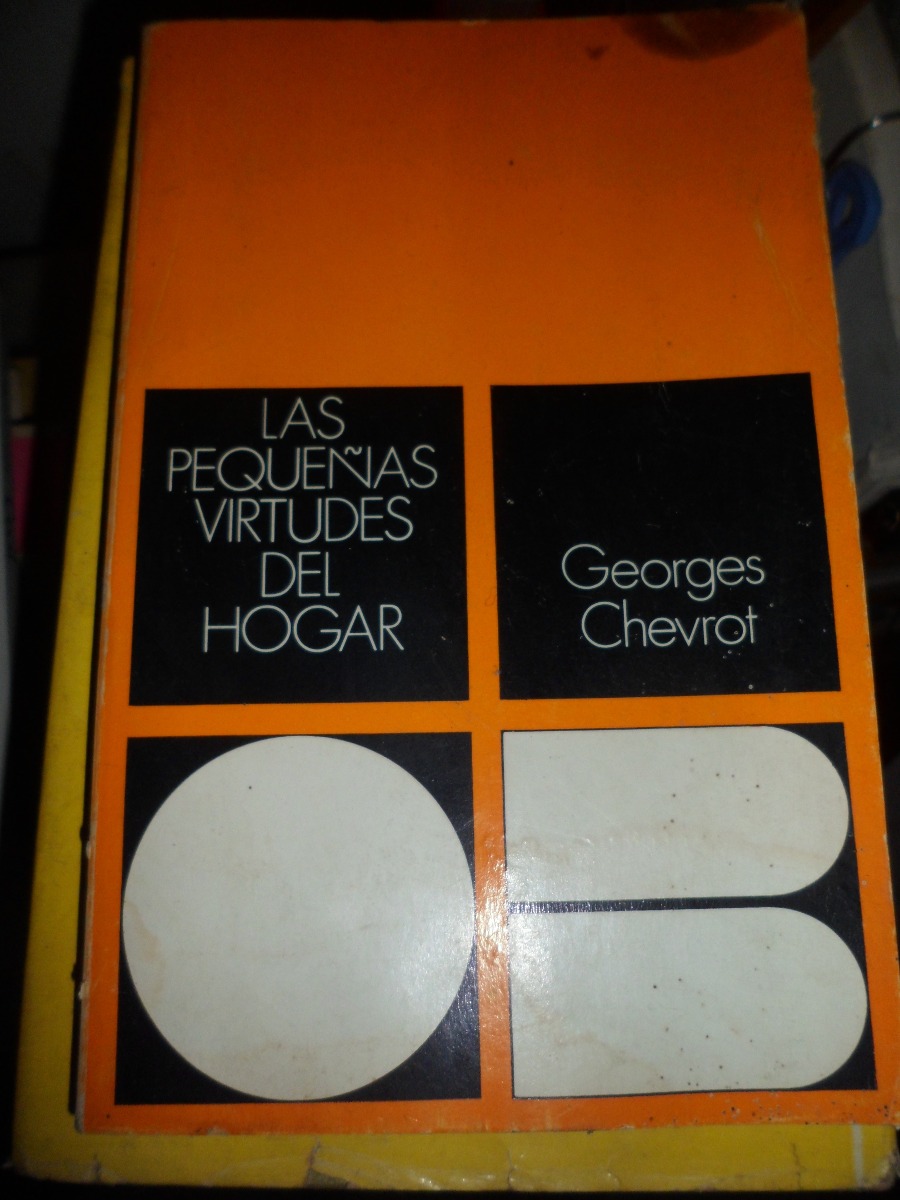 LAS
PEQUEÑAS
VIRTUDES
DEL
HOGAR
Georges
Chevrot